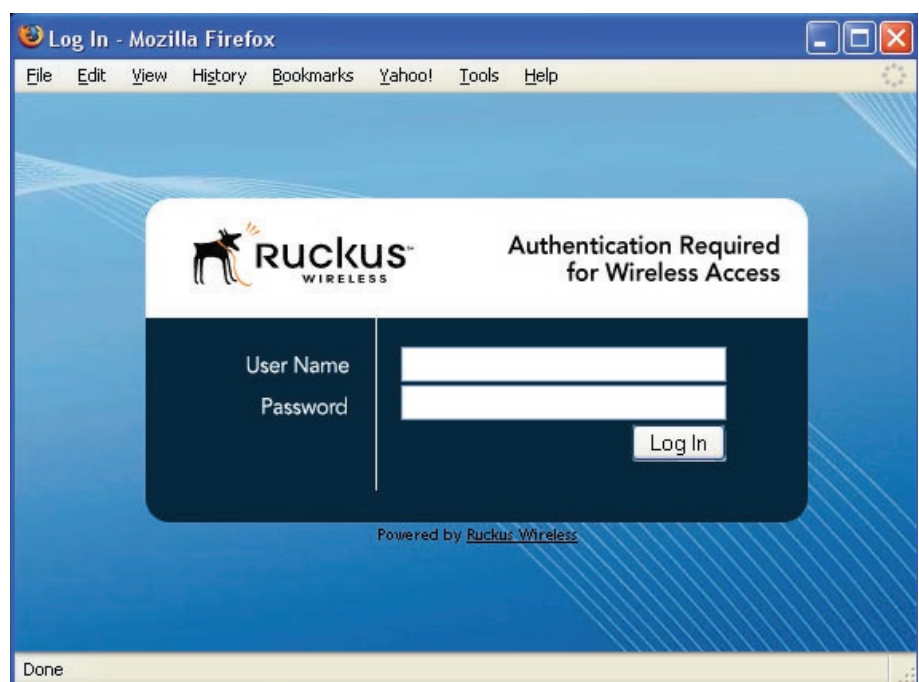 Log In - Mozilla Firefox
File Edit View History Bookmarks Yahoo! Tools Help
RUCKUS™
WIRELESS
Authentication Required
for Wireless Access
User Name
Password
Log In
Powered by Ruckus Wireless
Done